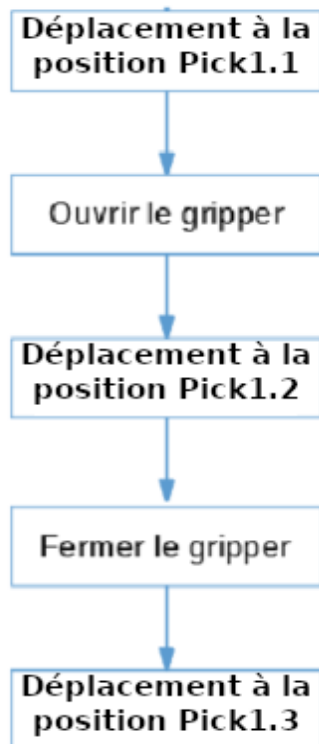 Déplacement à la
position Pick1.1
Ouvrir le gripper
Déplacement à la
position Pick1.2
Fermer le gripper
Déplacement à la
position Pick1.3